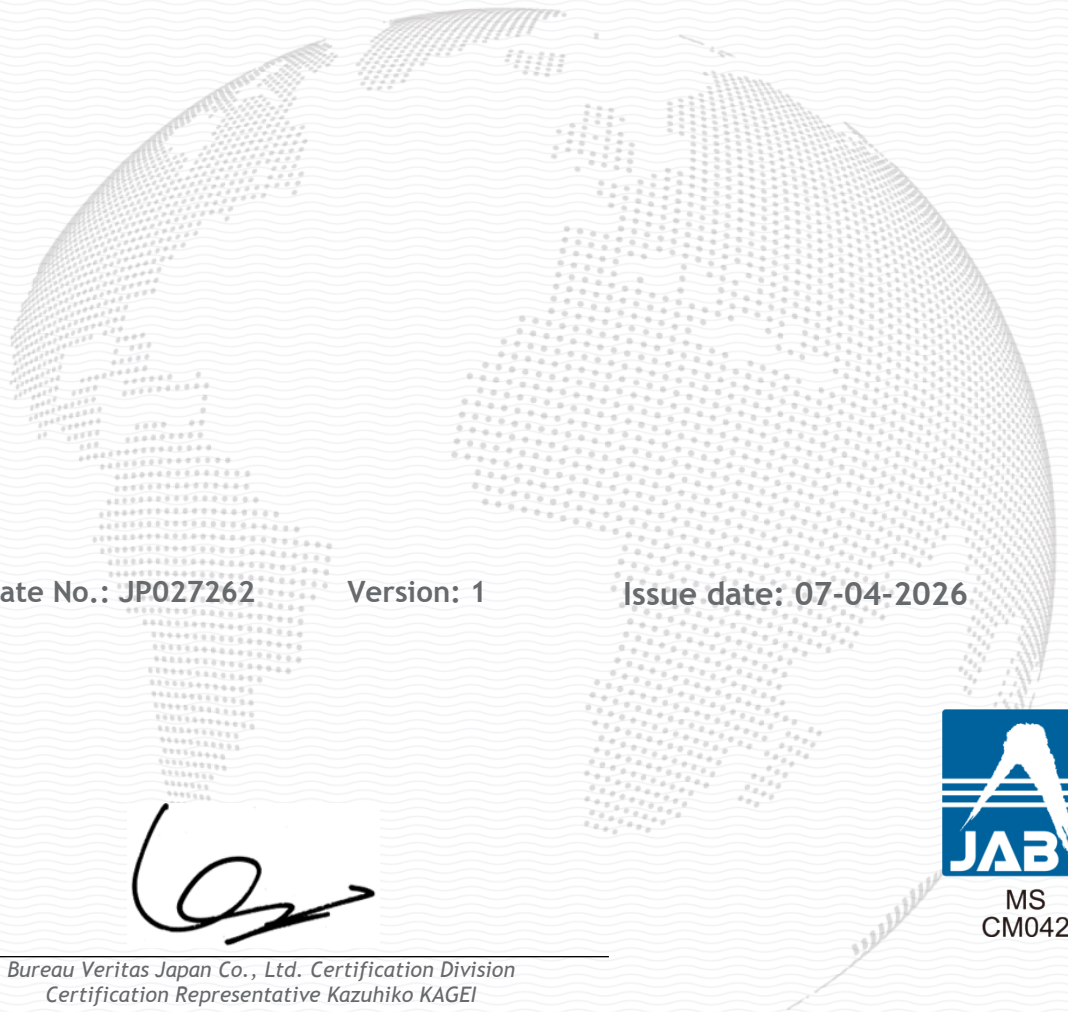 ate No.: JP027262 Version: 1 Issue date: 07-04-2026
JAB
MS
CM042
Bureau Veritas Japan Co., Ltd. Certification Division
Certification Representative Kazuhiko KAGEI